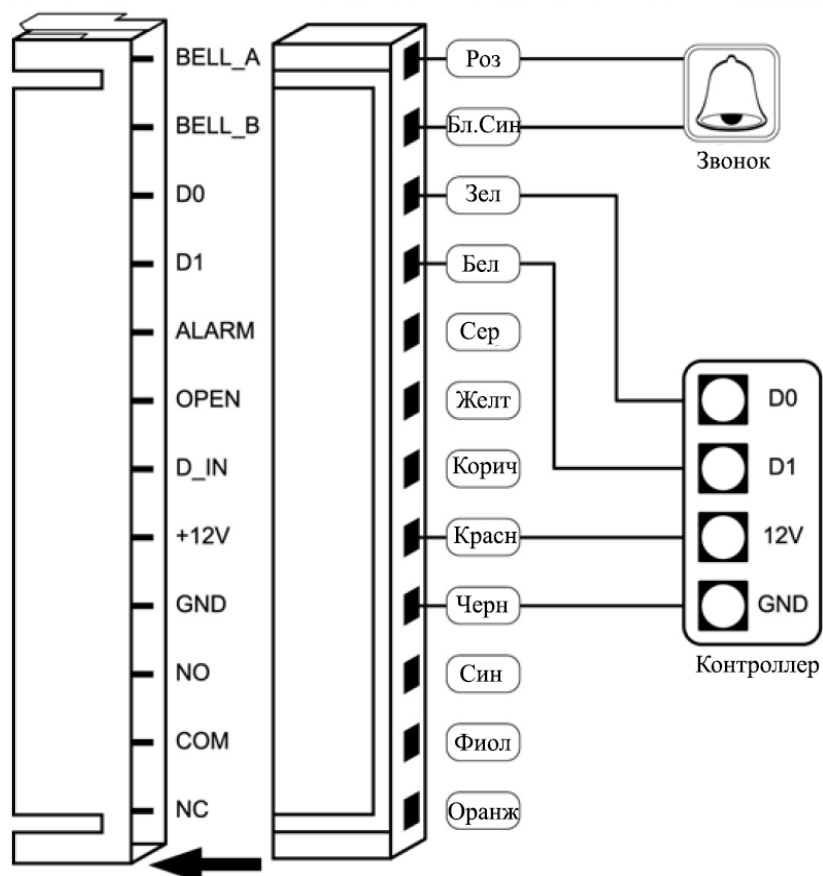 BELL_A
Роз
BELL_B
Бл.Син
Звонок
D0
Зел
D1
Бел
ALARM
Сер
OPEN
Желт
D0
D_IN
Корич
D1
+12V
Красн
12V
GND
Черн
GND
NO
Син
Контроллер
COM
Фиол
NC
Оранж